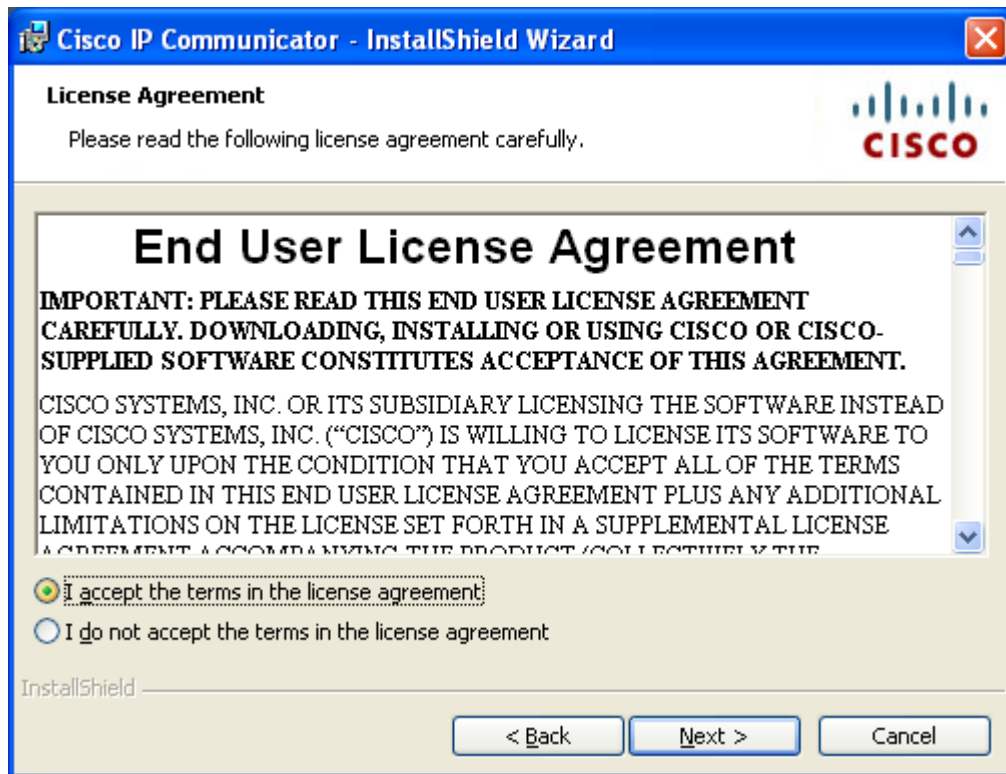 Cisco IP Communicator - InstallShield Wizard
License Agreement
Please read the following license agreement carefully.
CISCO
End User License Agreement
IMPORTANT: PLEASE READ THIS END USER LICENSE AGREEMENT
CAREFULLY. DOWNLOADING, INSTALLING OR USING CISCO OR CISCO-
SUPPLIED SOFTWARE CONSTITUTES ACCEPTANCE OF THIS AGREEMENT.
CISCO SYSTEMS, INC. OR ITS SUBSIDIARY LICENSING THE SOFTWARE INSTEAD
OF CISCO SYSTEMS, INC. (“CISCO”) IS WILLING TO LICENSE ITS SOFTWARE TO
YOU ONLY UPON THE CONDITION THAT YOU ACCEPT ALL OF THE TERMS
CONTAINED IN THIS END USER LICENSE AGREEMENT PLUS ANY ADDITIONAL
LIMITATIONS ON THE LICENSE SET FORTH IN A SUPPLEMENTAL LICENSE
AGREEMENT ACCOMPANYING THE PRODUCT (COLLECTIVELY THE
I accept the terms in the license agreement
I do not accept the terms in the license agreement
InstallShield
< Back
Next >
Cancel